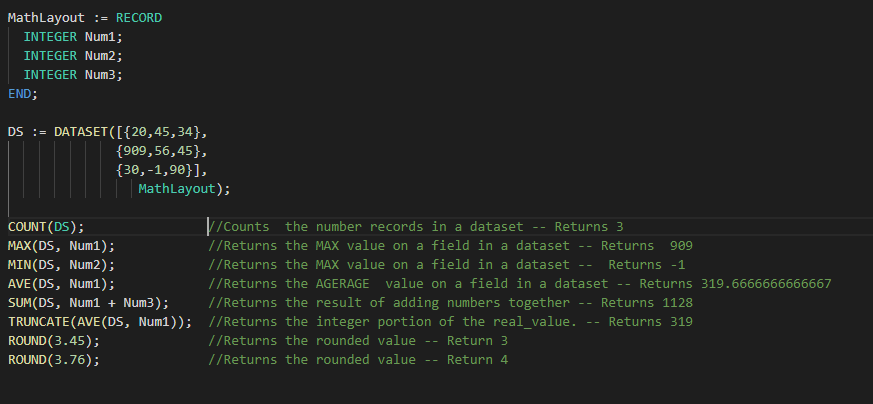 MathLayout := RECORD
INTEGER Num1;
INTEGER Num2;
INTEGER Num3;
END;
DS := DATASET([{20,45,34},
{909,56,45},
{30,-1,90}],
MathLayout);
COUNT(DS); //Counts  the number records in a dataset -- Returns 3
MAX(DS, Num1); //Returns the MAX value on a field in a dataset -- Returns  909
MIN(DS, Num2); //Returns the MAX value on a field in a dataset --  Returns -1
AVE(DS, Num1); //Returns the AGERAGE  value on a field in a dataset -- Returns 319.6666666666667
SUM(DS, Num1 + Num3); //Returns the result of adding numbers together -- Returns 1128
TRUNCATE(AVE(DS, Num1)); //Returns the integer portion of the real_value. -- Returns 319
ROUND(3.45); //Returns the rounded value -- Return 3
ROUND(3.76); //Returns the rounded value -- Return 4